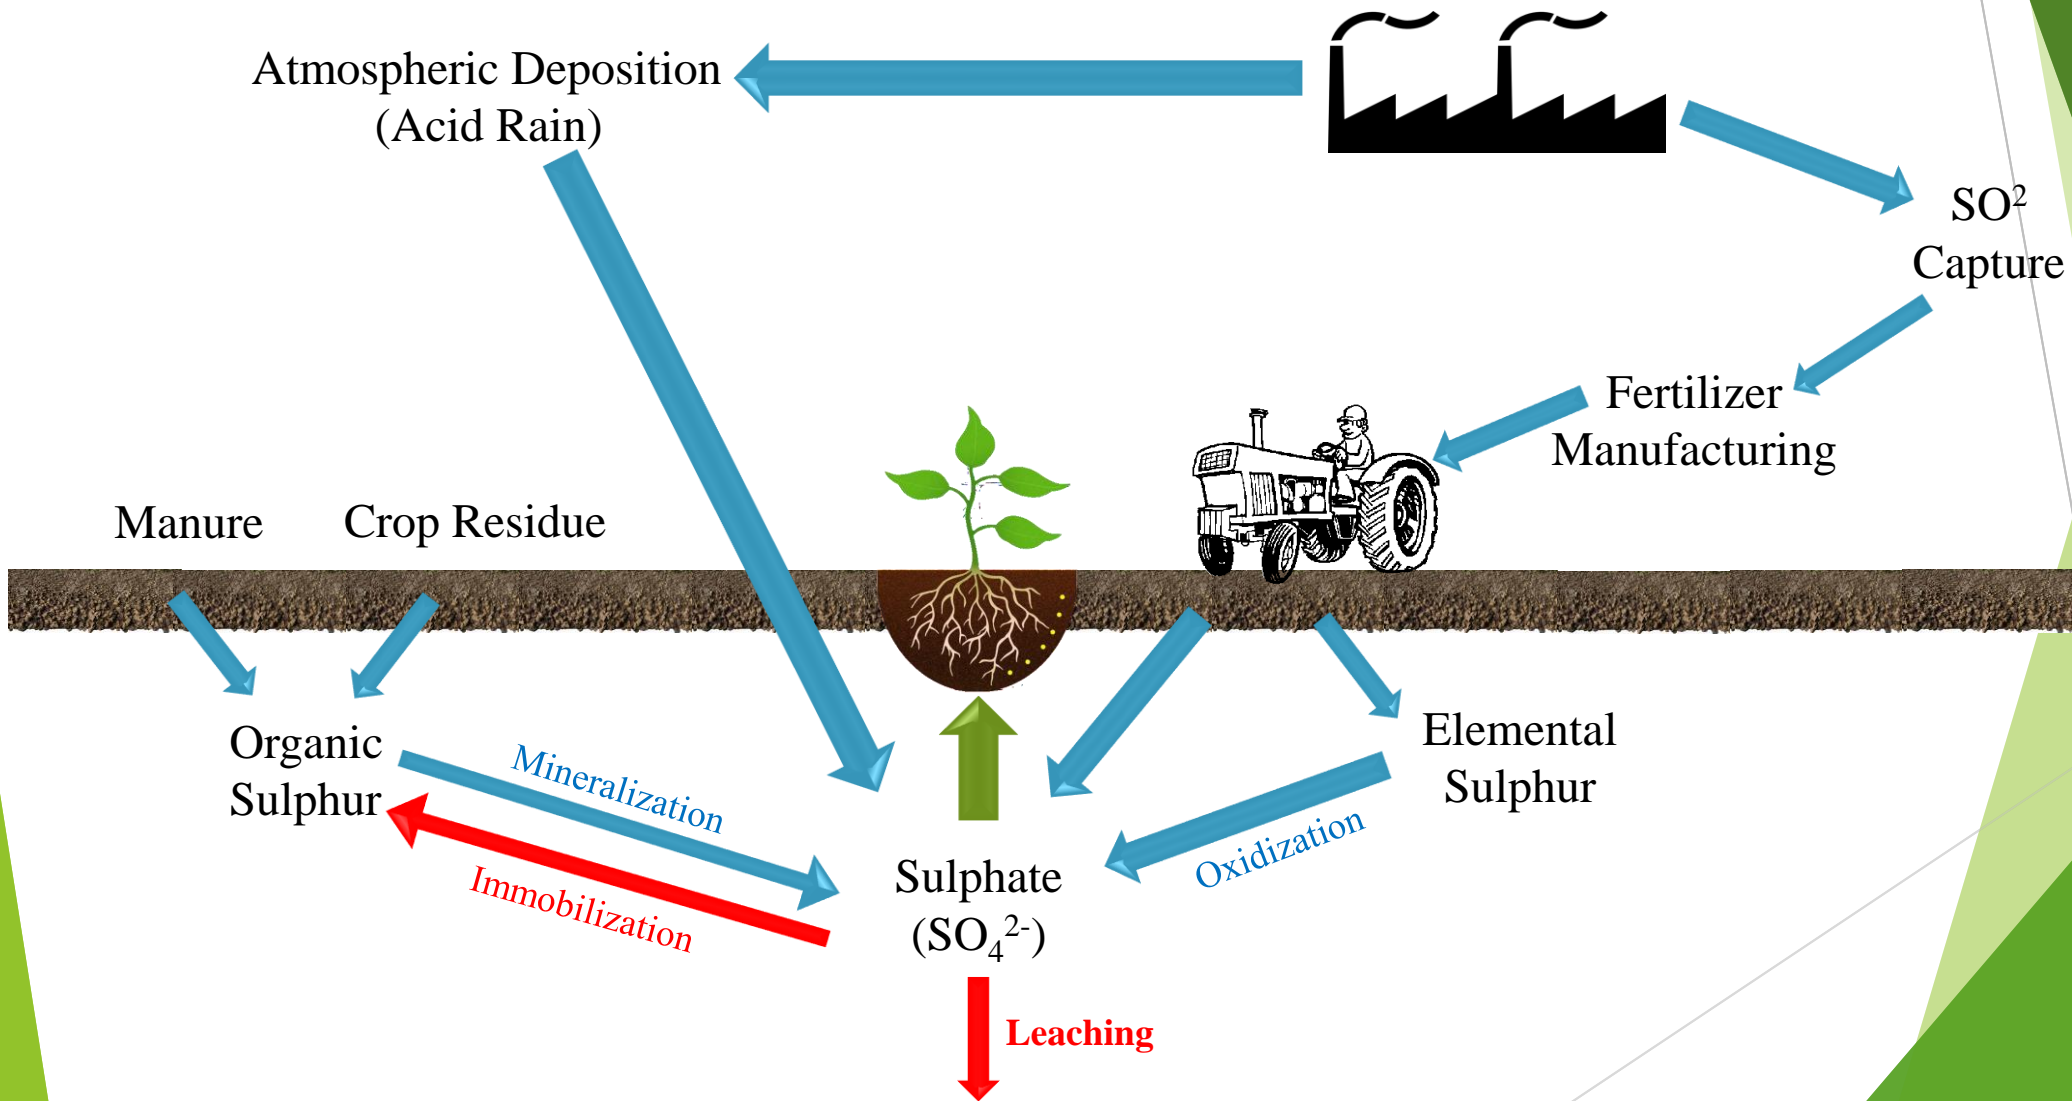 Atmospheric Deposition
(Acid Rain)
SO²
Capture
Fertilizer
Manufacturing
Manure
Crop Residue
Organic
Sulphur
Mineralization
Immobilization
Elemental
Sulphur
Oxidization
Sulphate
(SO₄²⁻)
Leaching